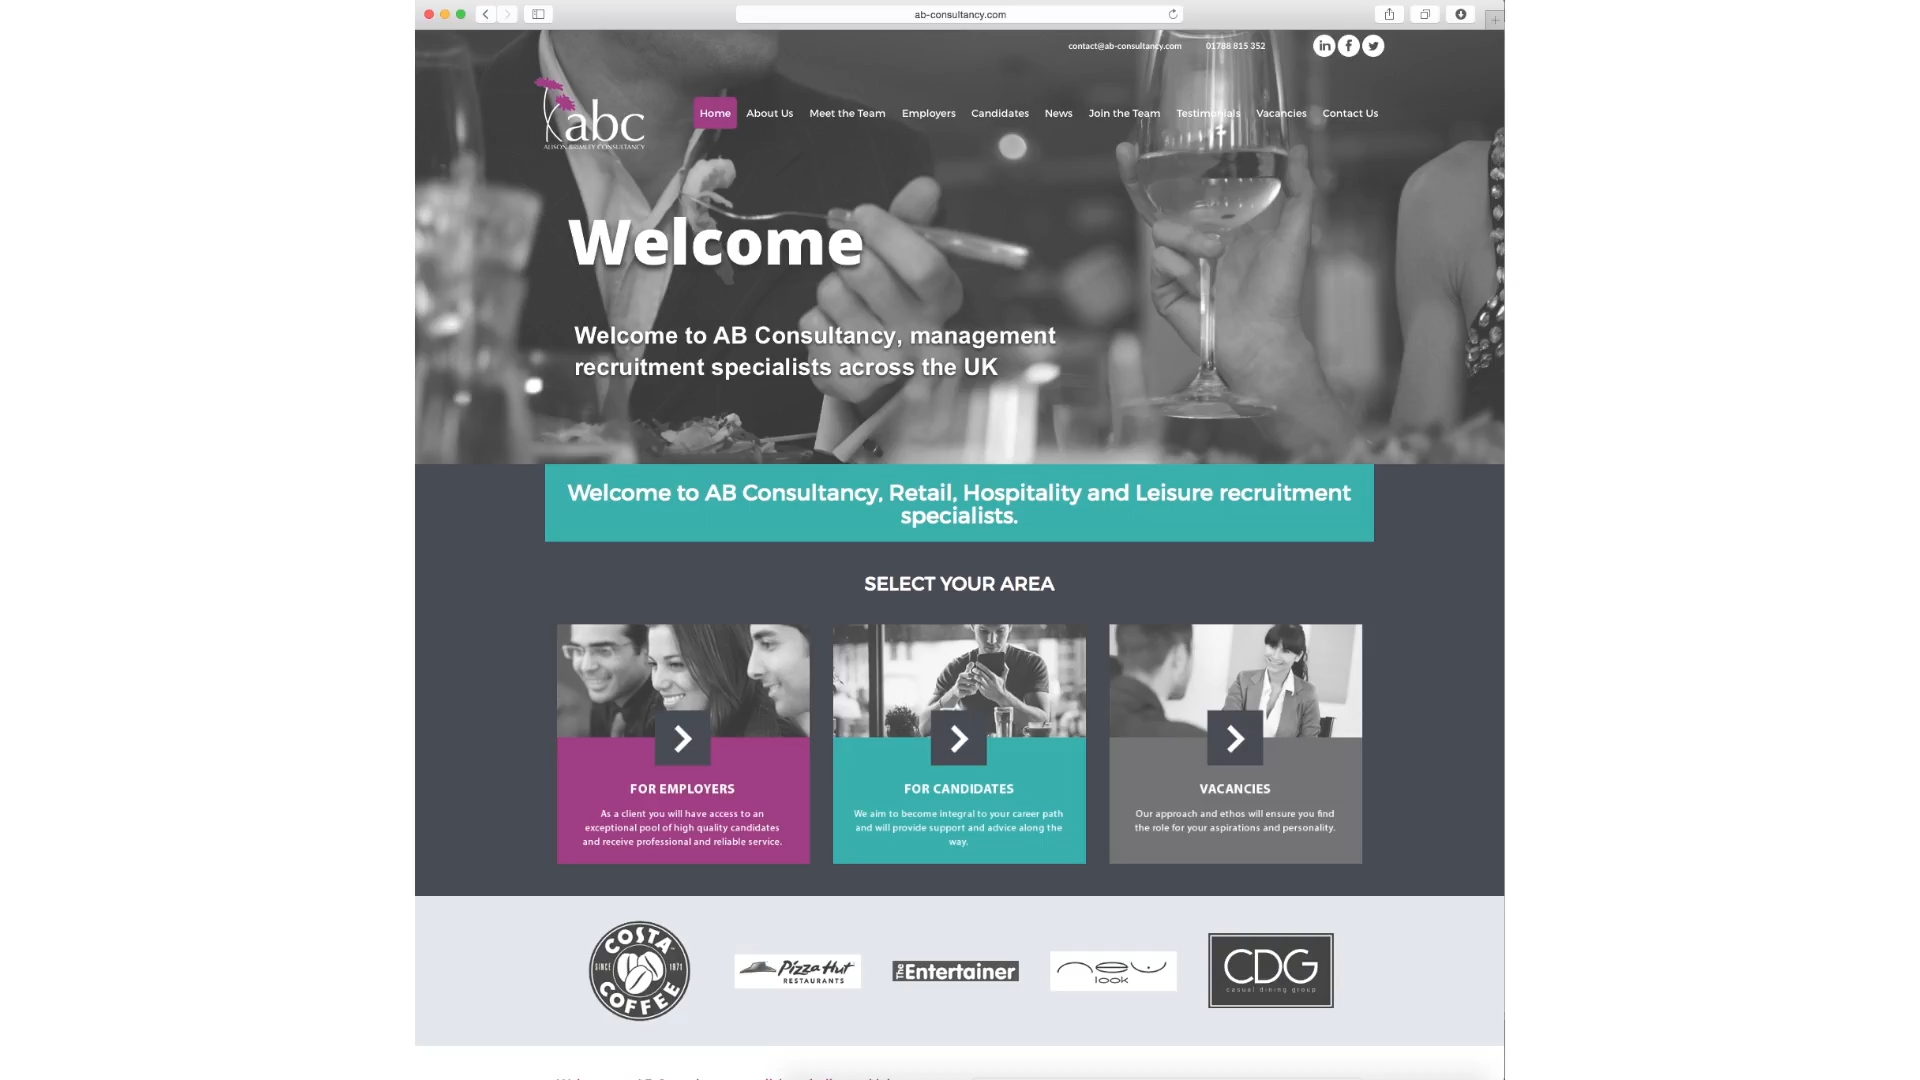 ab-consultancy.com
contact@ab-consultancy.com 01788 815 352
abc
ALISON BRIMLEY CONSULTANCY
Home About Us Meet the Team Employers Candidates News Join the Team Testimonials Vacancies Contact Us
Welcome
Welcome to AB Consultancy, management
recruitment specialists across the UK
Welcome to AB Consultancy, Retail, Hospitality and Leisure recruitment
specialists.
SELECT YOUR AREA
FOR EMPLOYERS
As a client you will have access to an
exceptional pool of high quality candidates
and receive professional and reliable service.
FOR CANDIDATES
We aim to become integral to your career path
and will provide support and advice along the
way.
VACANCIES
Our approach and ethos will ensure you find
the role for your aspirations and personality.
COSTA
SINCE 1971
COFFEE
Pizza Hut
RESTAURANTS
The Entertainer
new
look
CDG
casual dining group